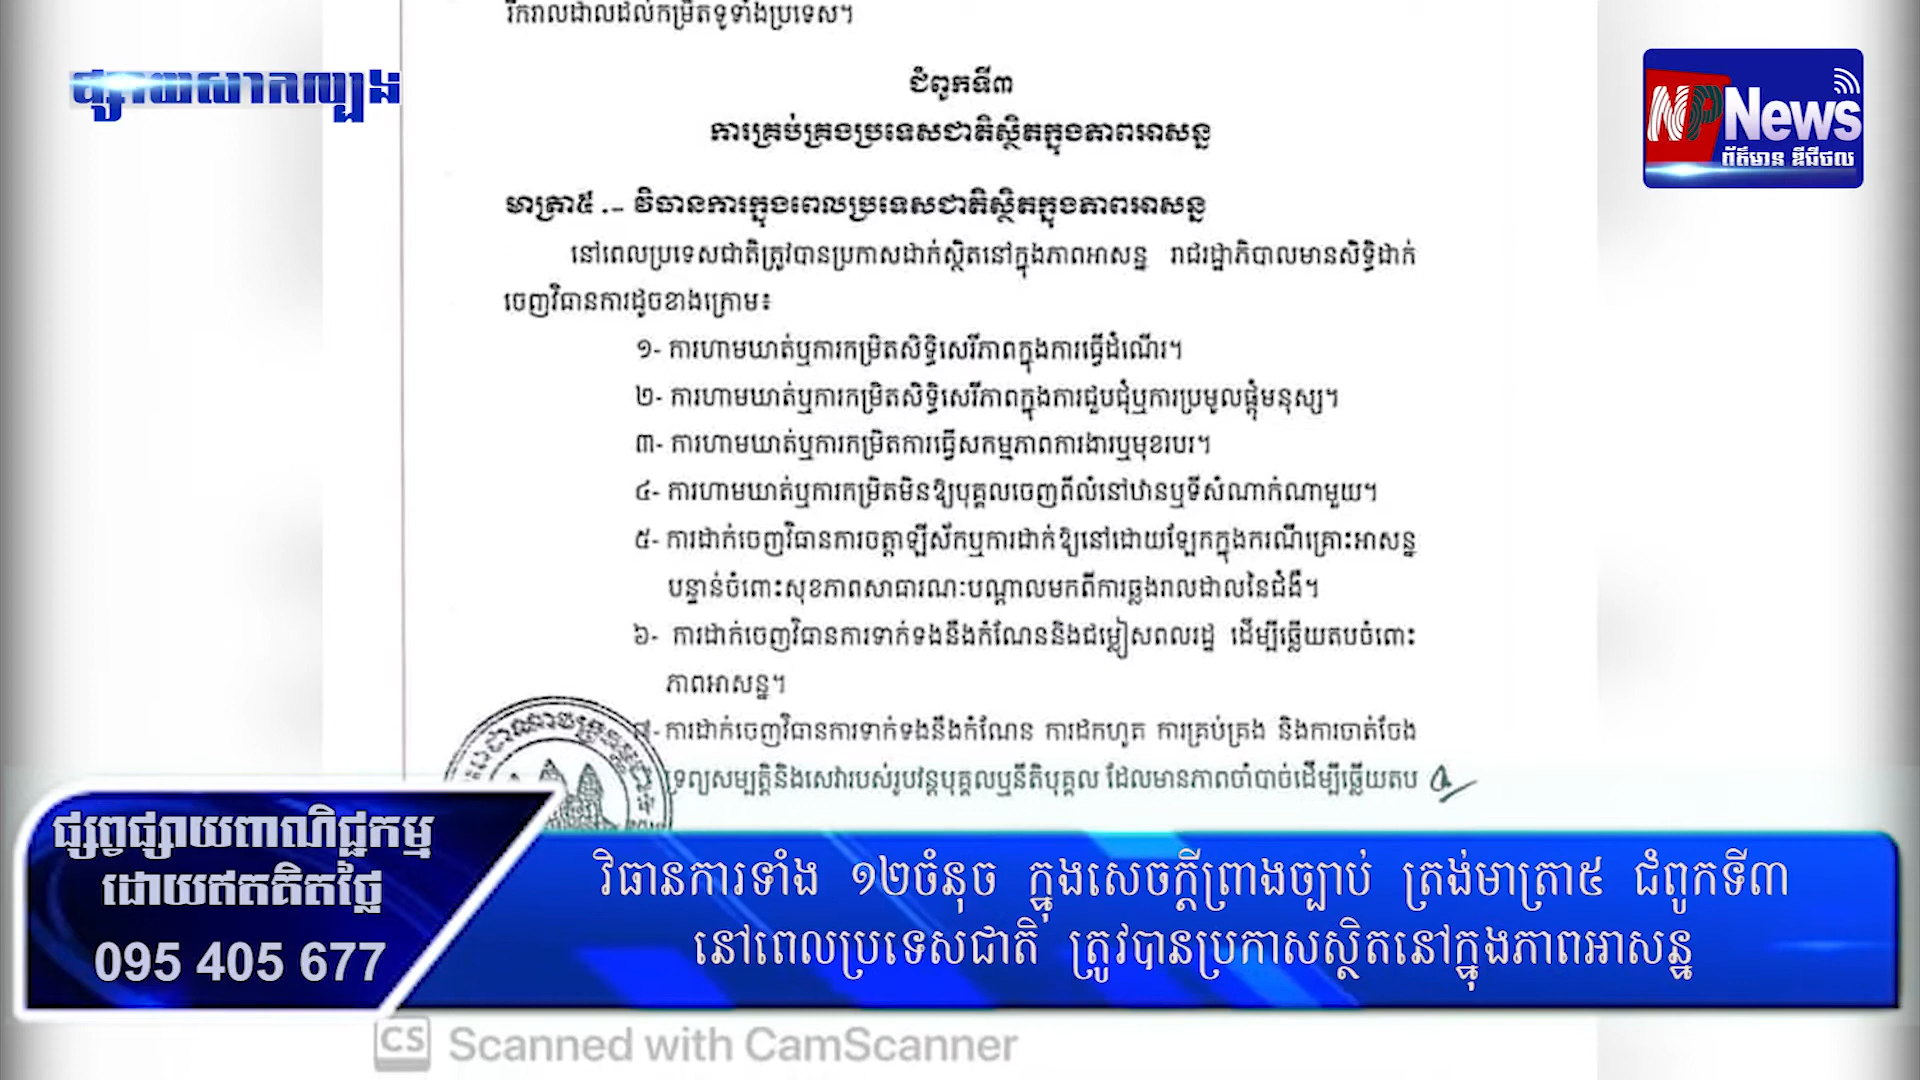 រីករាលដាលដល់កម្រិតទូទាំងប្រទេស។
ផ្សាយសាកល្បង
NP News
ព័ត៌មាន ឌីជីថល
ជំពូកទី៣
ការគ្រប់គ្រងប្រទេសជាតិស្ថិតក្នុងភាពអាសន្ន
មាត្រា៥ .– វិធានការក្នុងពេលប្រទេសជាតិស្ថិតក្នុងភាពអាសន្ន
នៅពេលប្រទេសជាតិត្រូវបានប្រកាសដាក់ស្ថិតនៅក្នុងភាពអាសន្ន រាជរដ្ឋាភិបាលមានសិទ្ធិដាក់
ចេញវិធានការដូចខាងក្រោម៖
១- ការហាមឃាត់ឬការកម្រិតសិទ្ធិសេរីភាពក្នុងការធ្វើដំណើរ។
២- ការហាមឃាត់ឬការកម្រិតសិទ្ធិសេរីភាពក្នុងការជួបជុំឬការប្រមូលផ្តុំមនុស្ស។
៣- ការហាមឃាត់ឬការកម្រិតការធ្វើសកម្មភាពការងារឬមុខរបរ។
៤- ការហាមឃាត់ឬការកម្រិតមិនឱ្យបុគ្គលចេញពីលំនៅឋានឬទីសំណាក់ណាមួយ។
៥- ការដាក់ចេញវិធានការចត្តាឡីស័កឬការដាក់ឱ្យនៅដោយឡែកក្នុងករណីគ្រោះអាសន្ន
បន្ទាន់ចំពោះសុខភាពសាធារណៈបណ្តាលមកពីការឆ្លងរាលដាលនៃជំងឺ។
៦- ការដាក់ចេញវិធានការទាក់ទងនឹងកំណែននិងជម្លៀសពលរដ្ឋ ដើម្បីឆ្លើយតបចំពោះ
ភាពអាសន្ន។
៧- ការដាក់ចេញវិធានការទាក់ទងនឹងកំណែន ការដកហូត ការគ្រប់គ្រង និងការចាត់ចែង
ទ្រព្យសម្បត្តិនិងសេវារបស់រូបវន្តបុគ្គលឬនីតិបុគ្គល ដែលមានភាពចាំបាច់ដើម្បីឆ្លើយតប
ផ្សព្វផ្សាយពាណិជ្ជកម្ម
ដោយឥតគិតថ្លៃ
095 405 677
វិធានការទាំង ១២ចំនុច ក្នុងសេចក្តីព្រាងច្បាប់ ត្រង់មាត្រា៥ ជំពូកទី៣
នៅពេលប្រទេសជាតិ ត្រូវបានប្រកាសស្ថិតនៅក្នុងភាពអាសន្ន
CS Scanned with CamScanner